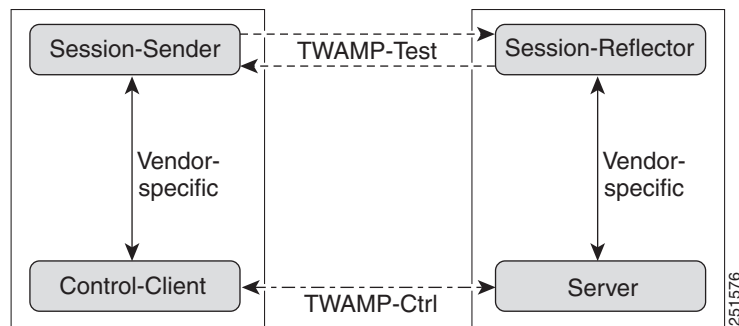 Session-Sender
TWAMP-Test
Session-Reflector
Vendor-
specific
Vendor-
specific
Control-Client
TWAMP-Ctrl
Server
251576